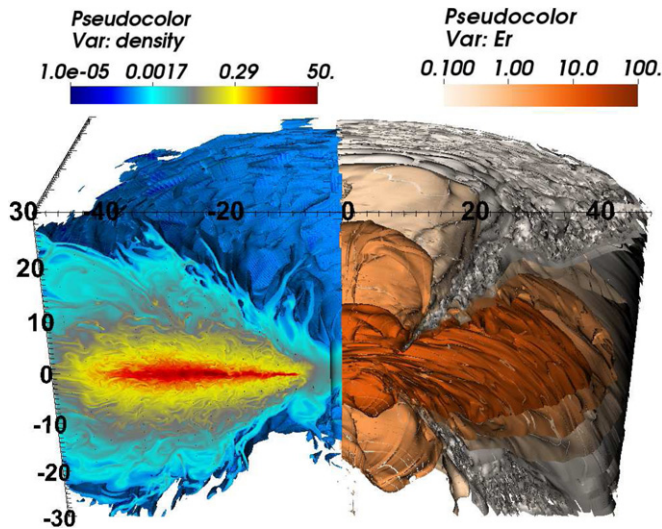 Pseudocolor
Var: density
1.0e-05 0.0017 0.29 50.
Pseudocolor
Var: Er
0.100 1.00 10.0 100.
30 -40 -20 0 20 40
20
10
0
-10
-20
-30